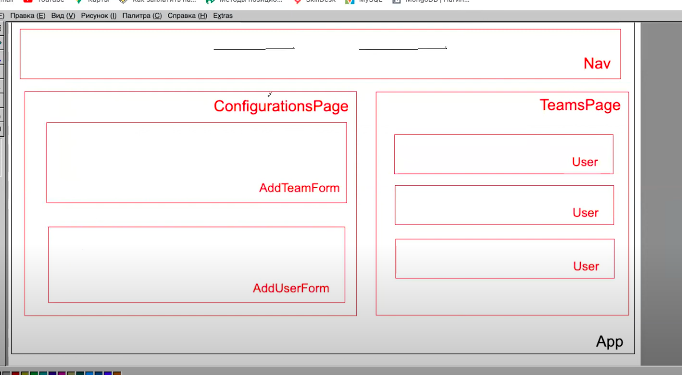 Правка (E) Вид (V) Рисунок (I) Палитра (C) Справка (H) Extras
Nav
ConfigurationsPage
TeamsPage
AddTeamForm
User
User
AddUserForm
User
App